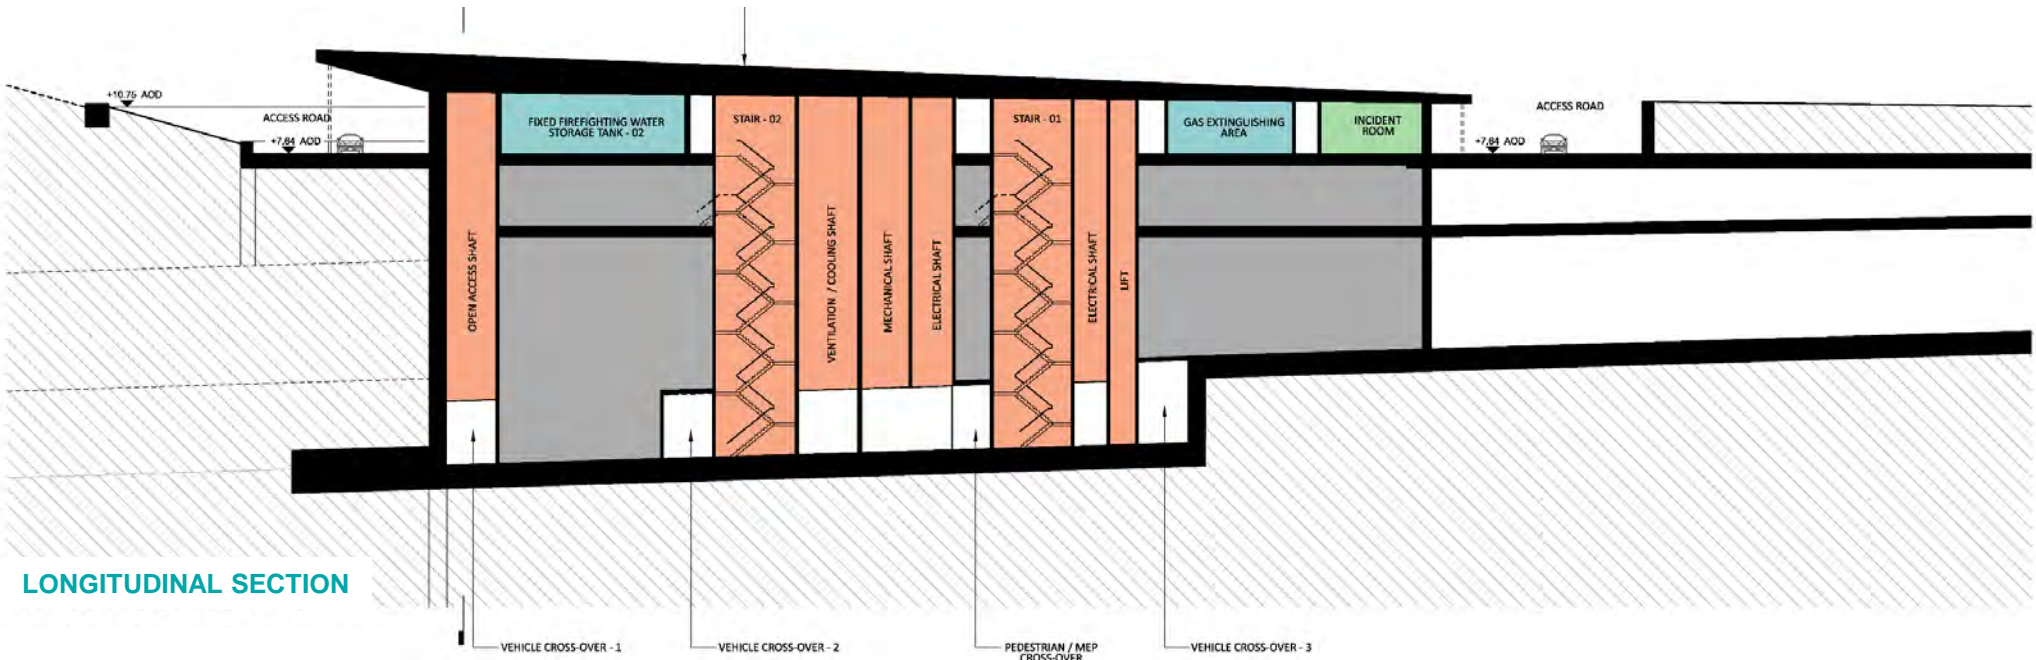 +10.75 AOD
ACCESS ROAD
+7.84 AOD
FIXED FIREFIGHTING WATER
STORAGE TANK - 02
STAIR - 02
STAIR - 01
GAS EXTINGUISHING
AREA
INCIDENT
ROOM
ACCESS ROAD
+7.84 AOD
OPEN ACCESS SHAFT
VENTILATION / COOLING SHAFT
MECHANICAL SHAFT
ELECTRICAL SHAFT
ELECTRICAL SHAFT
LIFT
LONGITUDINAL SECTION
VEHICLE CROSS-OVER - 1
VEHICLE CROSS-OVER - 2
PEDESTRIAN / MEP
CROSS-OVER
VEHICLE CROSS-OVER - 3